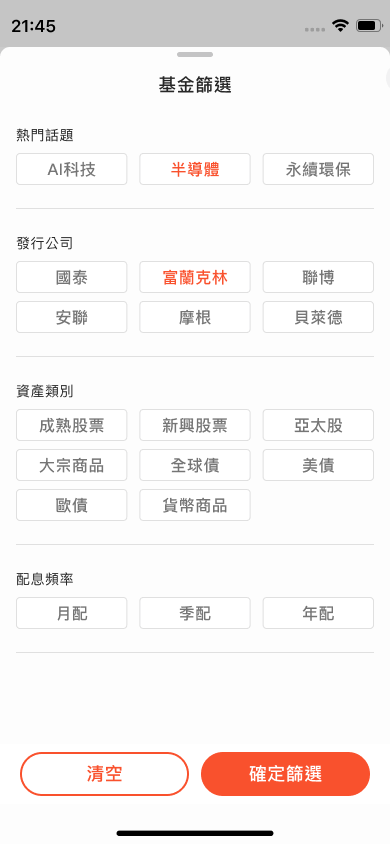 21:45
基金篩選
熱門話題
AI科技 半導體 永續環保
發行公司
國泰 富蘭克林 聯博
安聯 摩根 貝萊德
資產類別
成熟股票 新興股票 亞太股
大宗商品 全球債 美債
歐債 貨幣商品
配息頻率
月配 季配 年配
清空 確定篩選